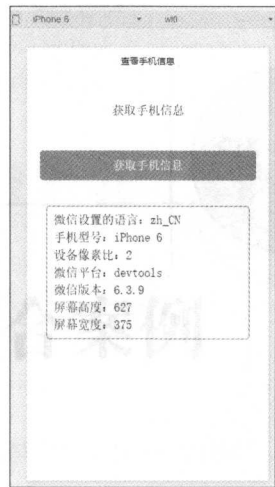 iPhone 6 wifi
查看手机信息
获取手机信息
获取手机信息
微信设置的语言：zh_CN
手机型号：iPhone 6
设备像素比：2
微信平台：devtools
微信版本：6.3.9
屏幕高度：627
屏幕宽度：375